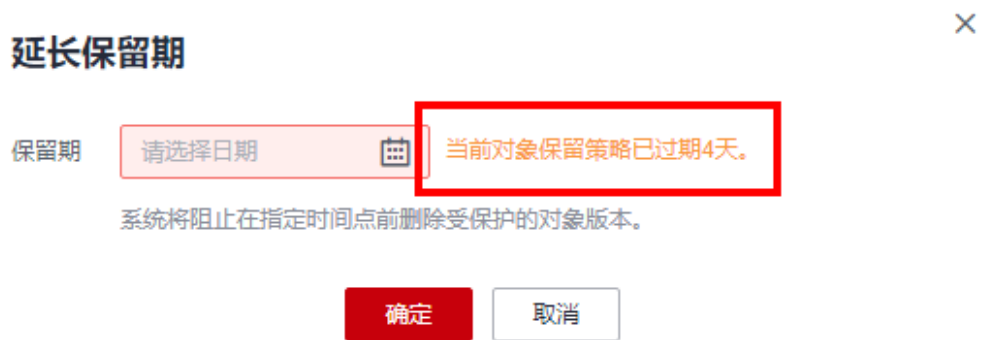 延长保留期
保留期 请选择日期 当前对象保留策略已过期4天。
系统将阻止在指定时间点前删除受保护的对象版本。
确定 取消